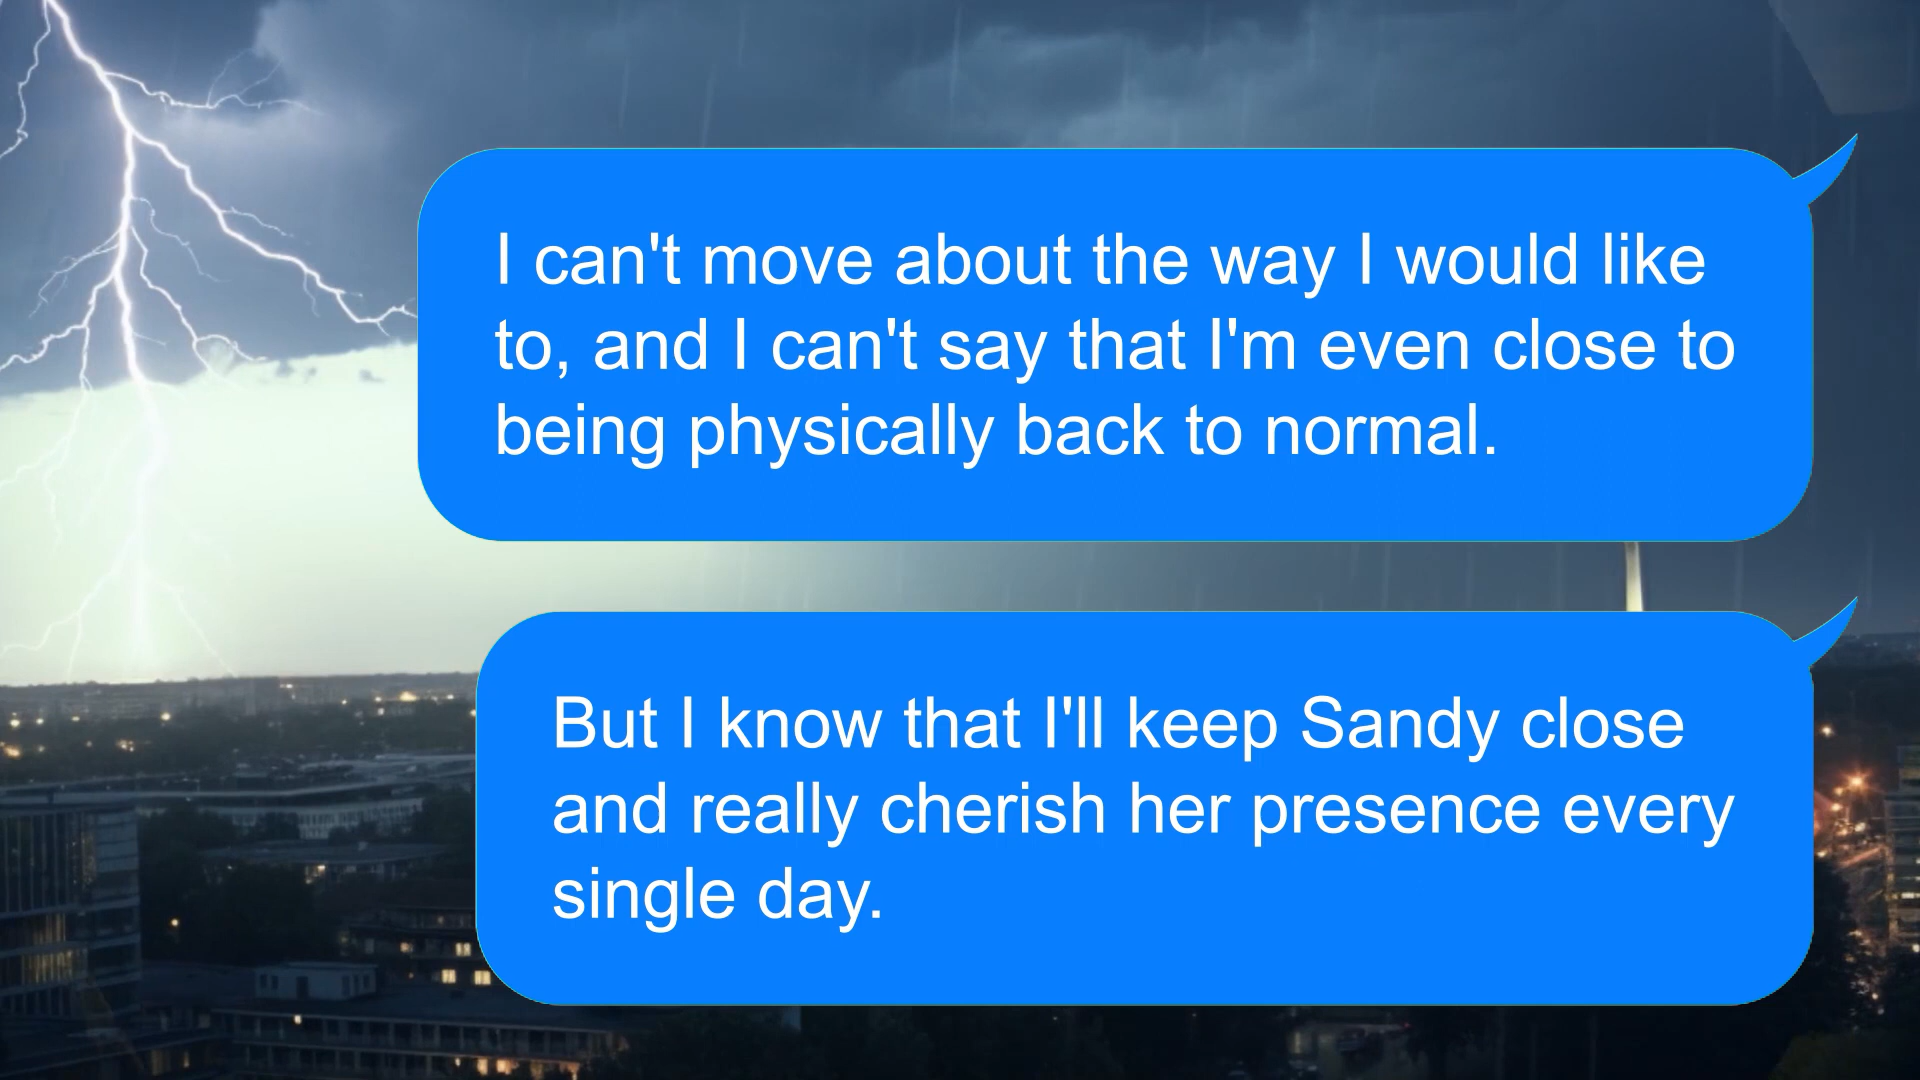 I can't move about the way I would like
to, and I can't say that I'm even close to
being physically back to normal.
But I know that I'll keep Sandy close
and really cherish her presence every
single day.